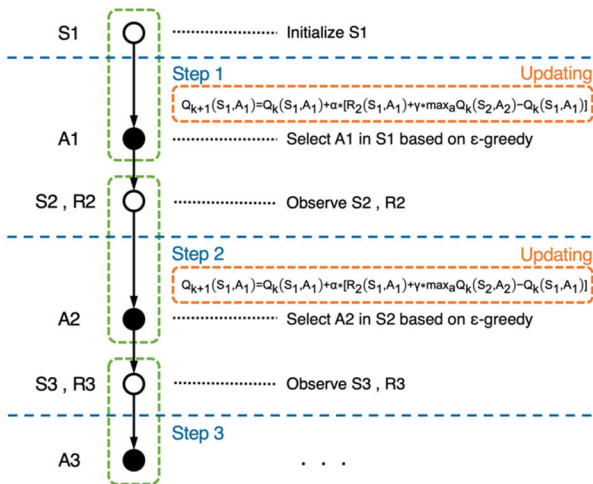 S1 Initialize S1
Step 1 Updating
Qk+1(S1,A1)=Qk(S1,A1)+α*[R2(S1,A1)+γ*maxaQk(S2,A2)−Qk(S1,A1)]
A1 Select A1 in S1 based on ε-greedy
S2 , R2 Observe S2 , R2
Step 2 Updating
Qk+1(S1,A1)=Qk(S1,A1)+α*[R2(S1,A1)+γ*maxaQk(S2,A2)−Qk(S1,A1)]
A2 Select A2 in S2 based on ε-greedy
S3 , R3 Observe S3 , R3
Step 3
A3 . . .